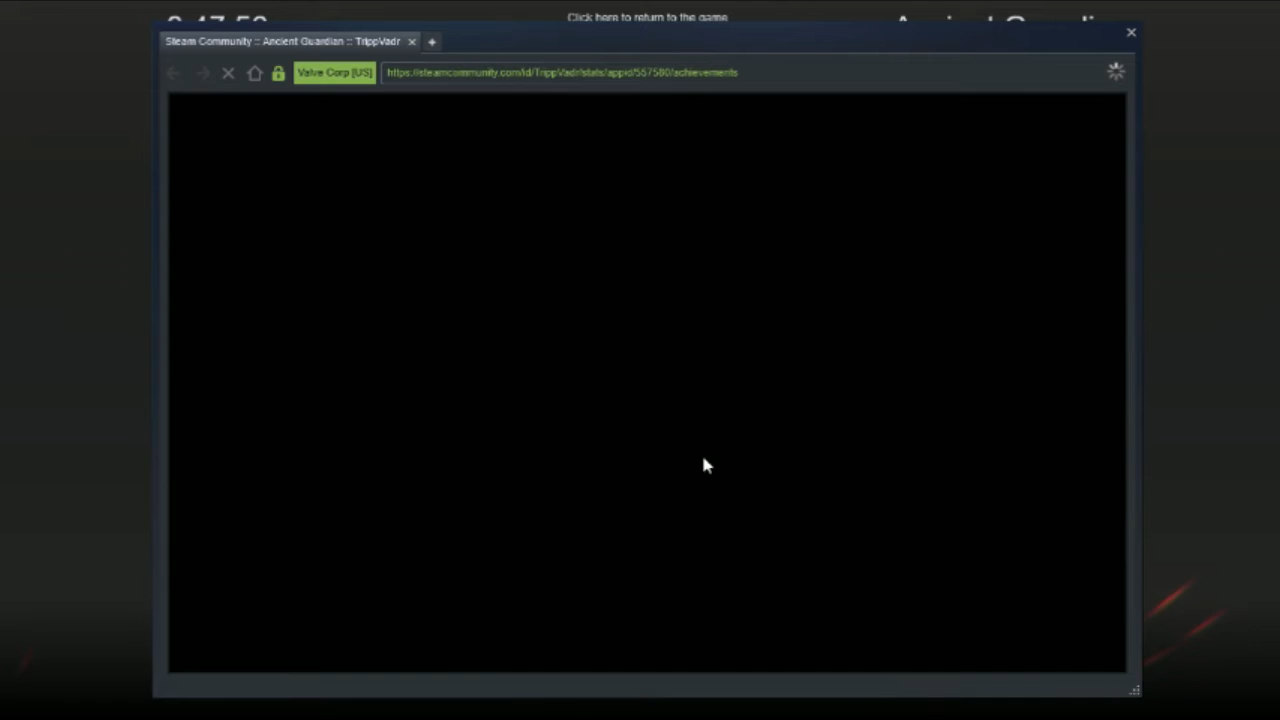 Click here to return to the game
Steam Community :: Ancient Guardian :: TrippVadr
Valve Corp [US]
https://steamcommunity.com/id/TrippVadr/stats/appid/557580/achievements